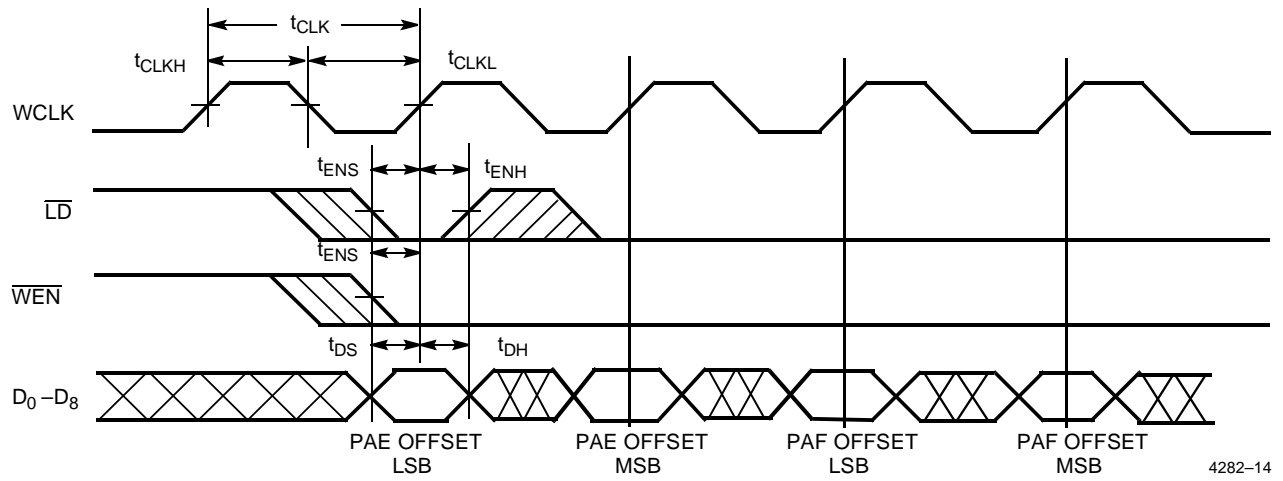 tCLK
tCLKH
tCLKL
WCLK
tENS
tENH
LD
tENS
WEN
tDS
tDH
D0 –D8
PAE OFFSET
LSB
PAE OFFSET
MSB
PAF OFFSET
LSB
PAF OFFSET
MSB
4282–14